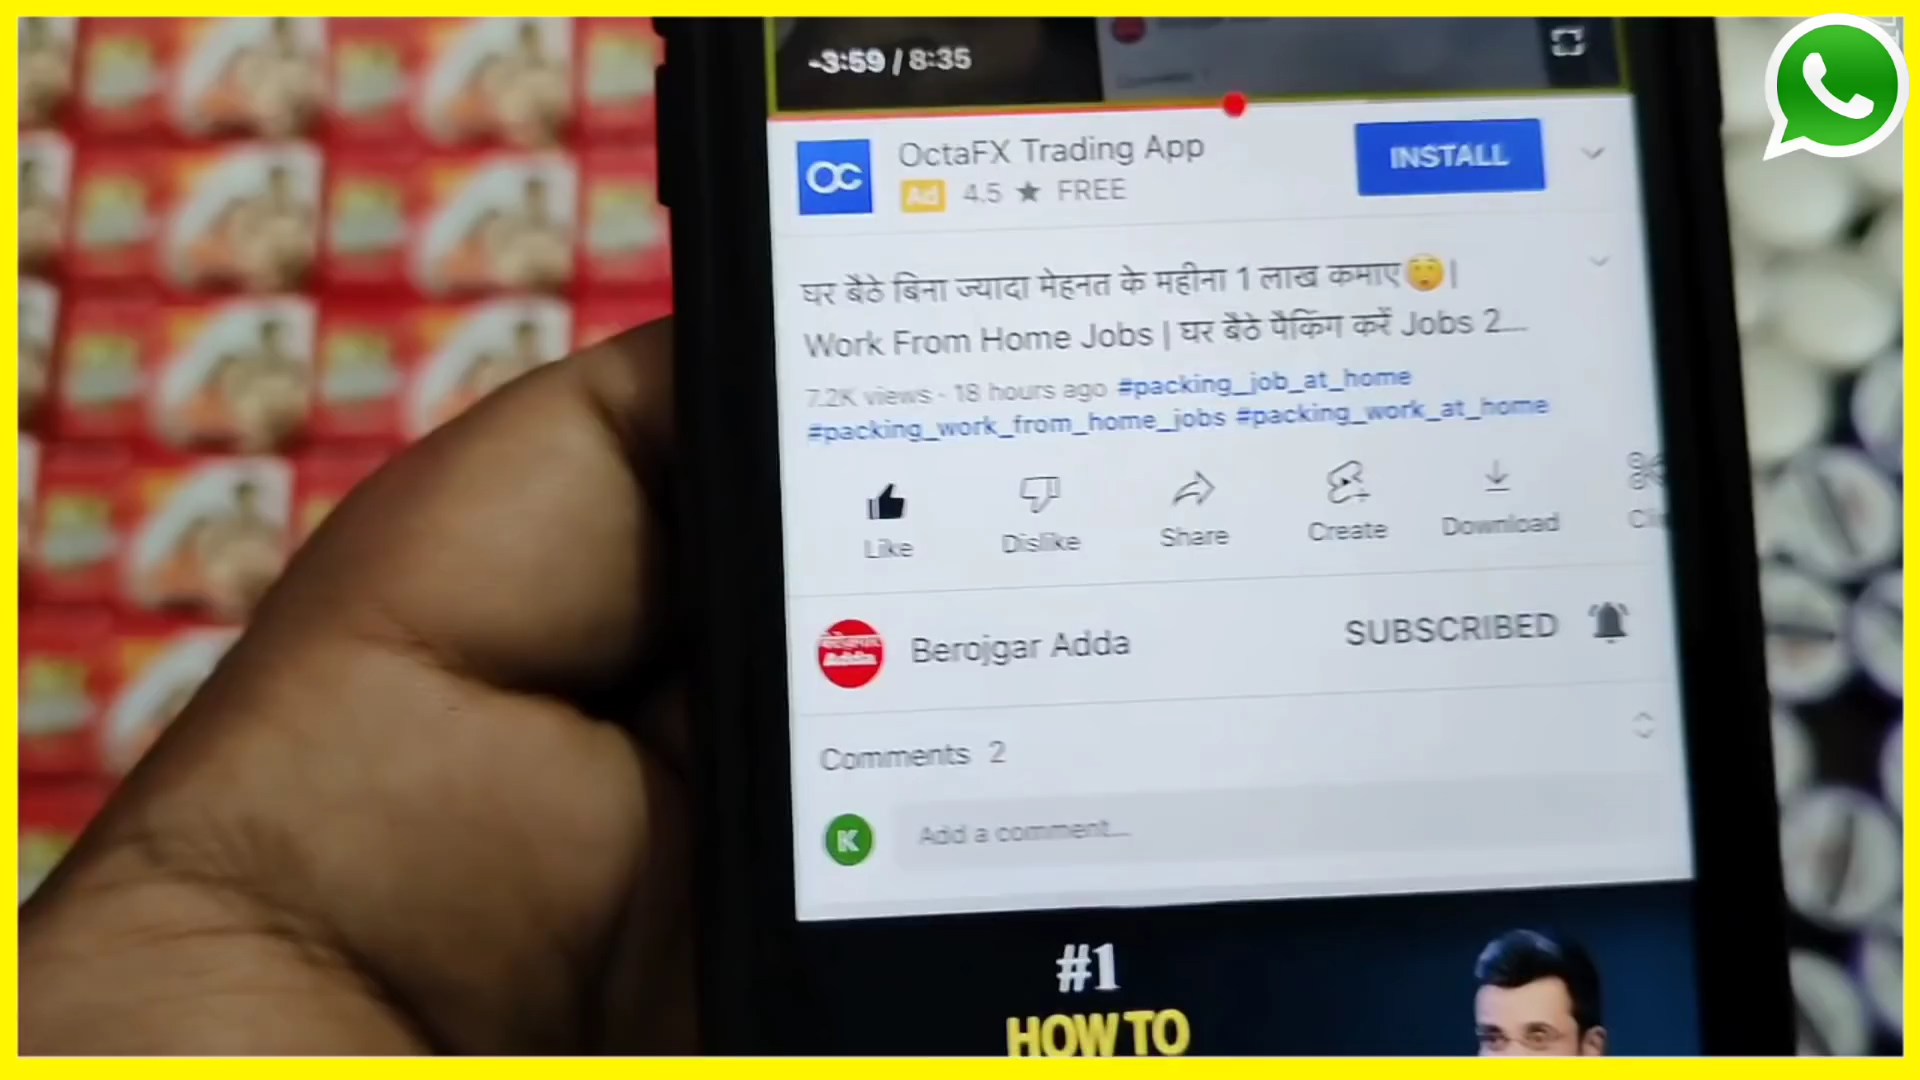 -3:59 / 8:35
OctaFX Trading App
INSTALL
Ad 4.5 ★ FREE
घर बैठे बिना ज्यादा मेहनत के महीना 1 लाख कमाए😲|
Work From Home Jobs | घर बैठे पैकिंग करें Jobs 2...
7.2K views · 18 hours ago #packing_job_at_home
#packing_work_from_home_jobs #packing_work_at_home
Like
Dislike
Share
Create
Download
Adda
Berojgar Adda
SUBSCRIBED
Comments 2
K
Add a comment...
#1
HOW TO